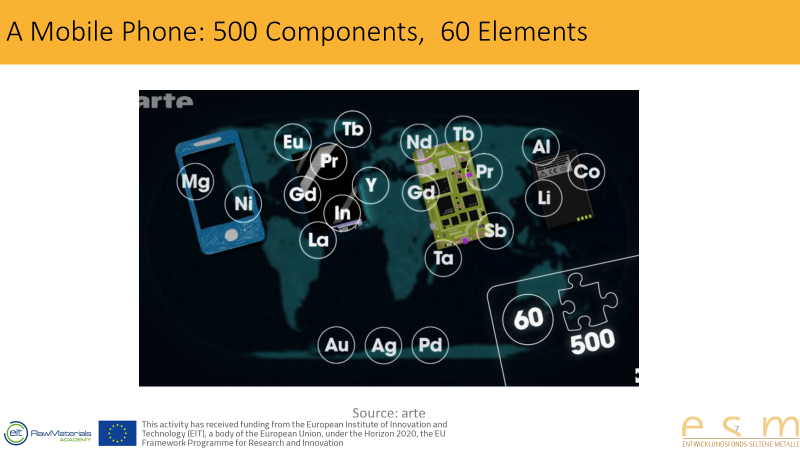 A Mobile Phone: 500 Components, 60 Elements
arte
Mg
Ni
Eu
Tb
Pr
Gd
Y
In
La
Nd
Tb
Pr
Gd
Sb
Ta
Al
Co
Li
Au
Ag
Pd
60
500
Source: arte
eit RawMaterials
ACADEMY
This activity has received funding from the European Institute of Innovation and
Technology (EIT), a body of the European Union, under the Horizon 2020, the EU
Framework Programme for Research and Innovation
7
esm
ENTWICKLUNGSFONDS SELTENE METALLE